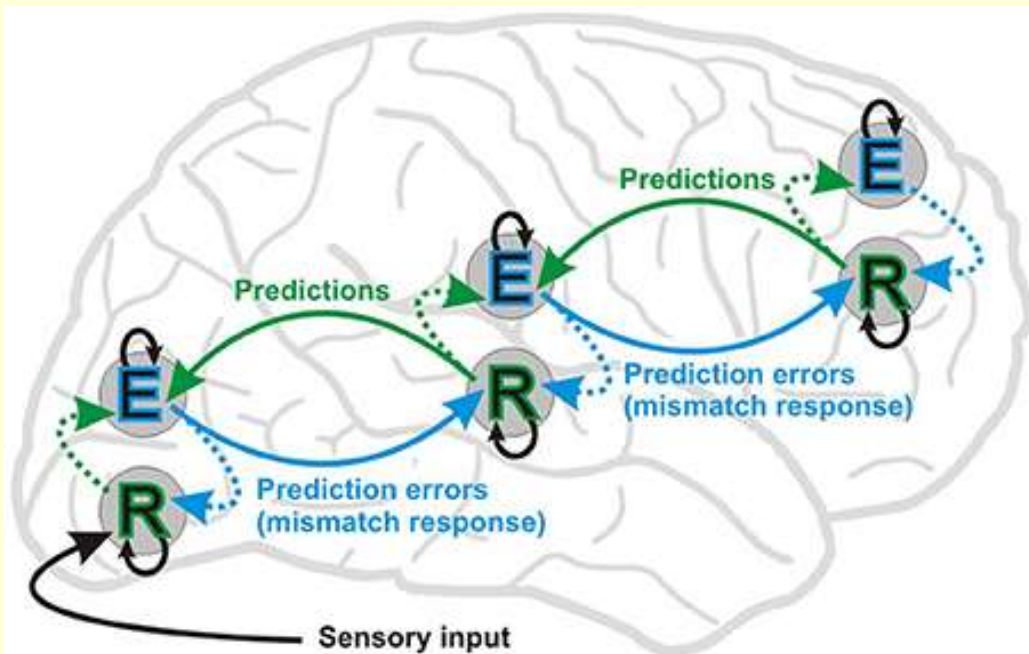 E
Predictions
E
R
Predictions
E
R
Prediction errors
(mismatch response)
E
Prediction errors
(mismatch response)
R
Sensory input